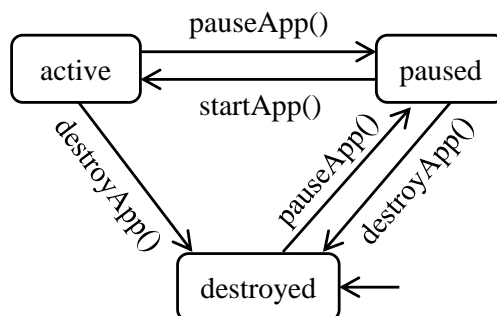 pauseApp()
active
paused
startApp()
destroyApp()
pauseApp()
destroyApp()
destroyed